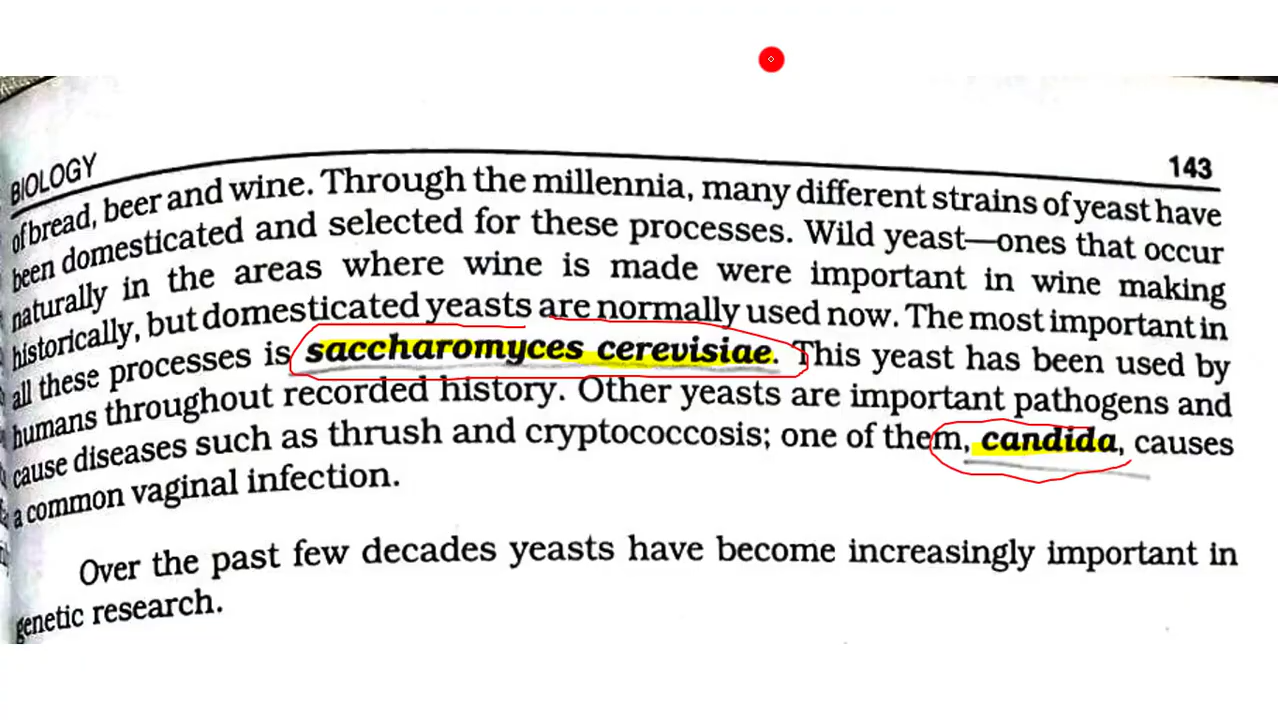 BIOLOGY 143
of bread, beer and wine. Through the millennia, many different strains of yeast have
been domesticated and selected for these processes. Wild yeast—ones that occur
naturally in the areas where wine is made were important in wine making
historically, but domesticated yeasts are normally used now. The most important in
all these processes is saccharomyces cerevisiae. This yeast has been used by
humans throughout recorded history. Other yeasts are important pathogens and
cause diseases such as thrush and cryptococcosis; one of them, candida, causes
a common vaginal infection.
Over the past few decades yeasts have become increasingly important in
genetic research.